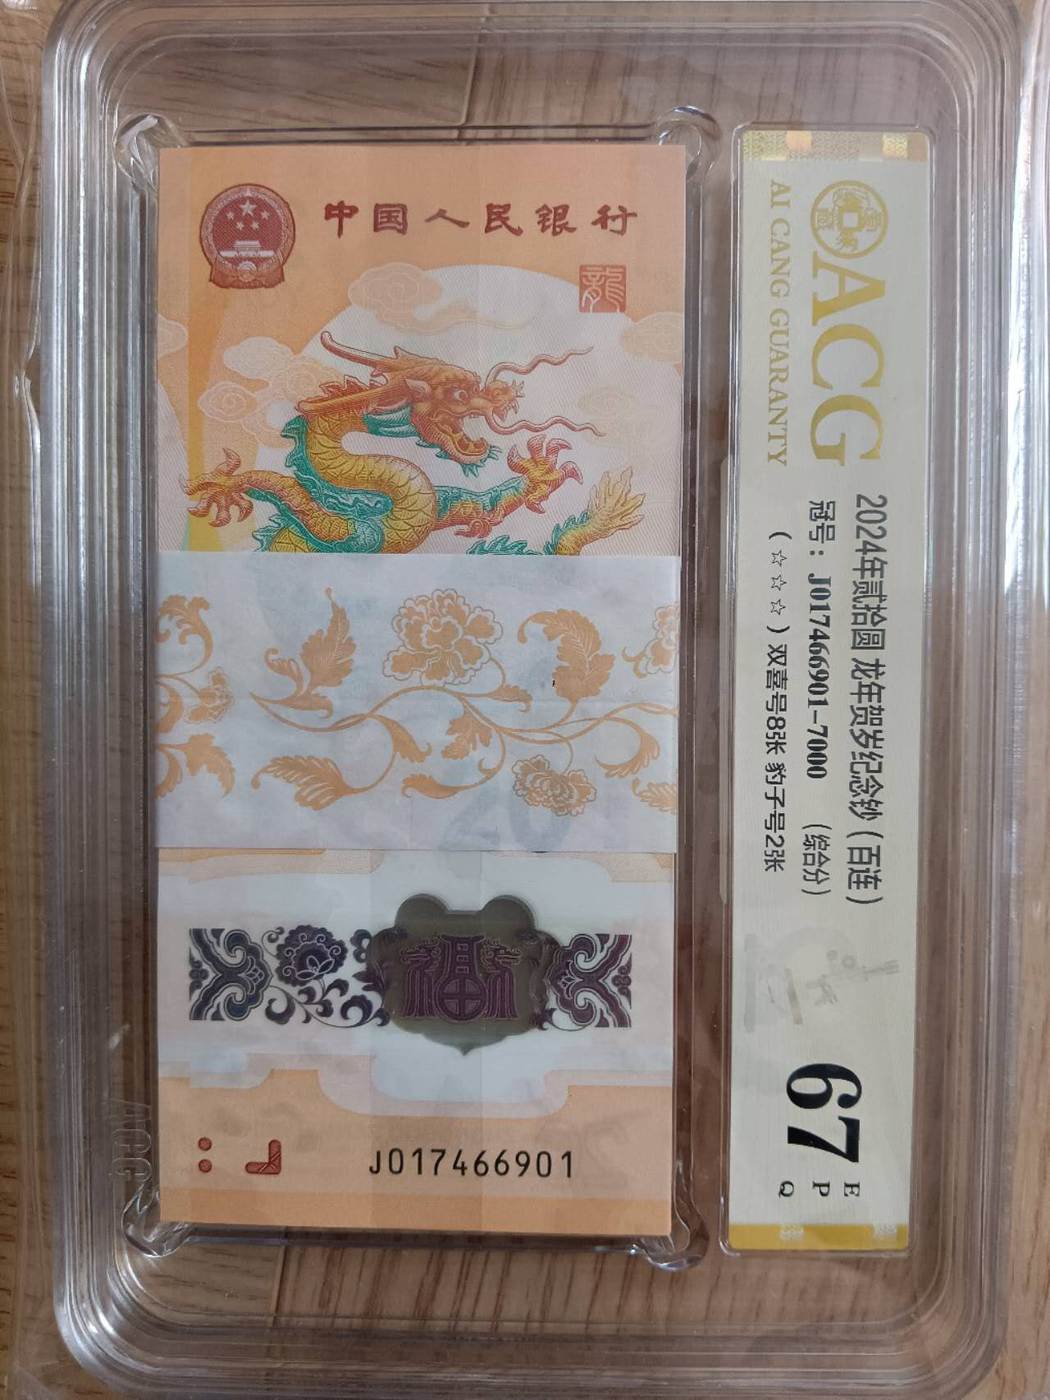 中国人民银行
龍
福
J017466901
ACG
AI CANG GUARANTY
2024年贰拾圆 龙年贺岁纪念钞（百连）
冠号：J017466901-7000 （综合分）
（☆☆☆）双喜号8张 豹子号2张
67
E
P
Q